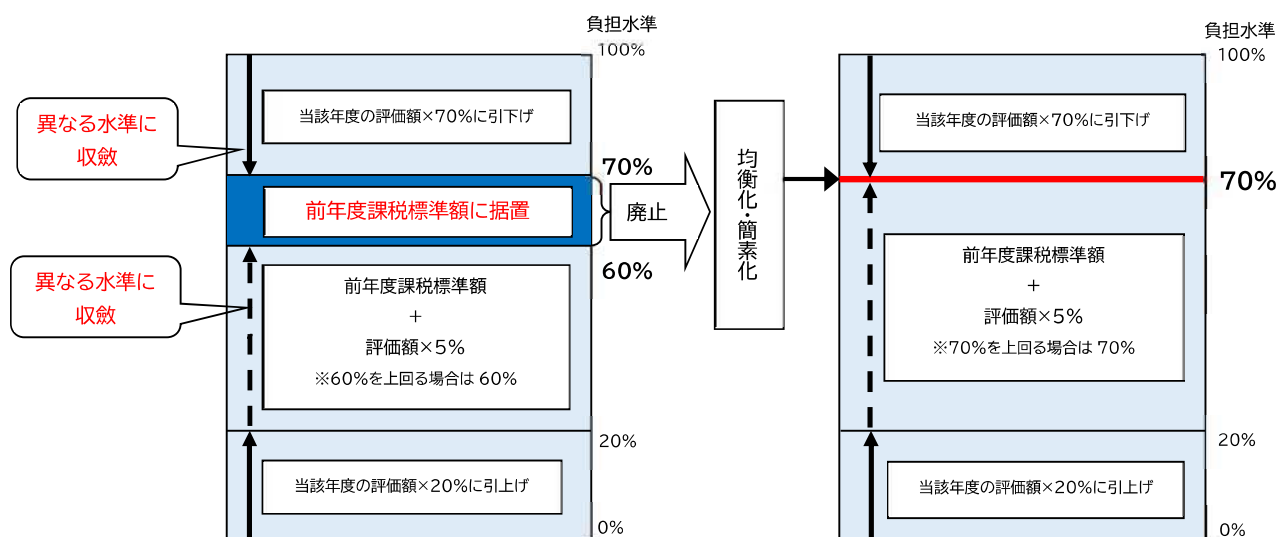 負担水準
100%
当該年度の評価額×70%に引下げ
異なる水準に
収斂
70%
前年度課税標準額に据置
廃止
60%
異なる水準に
収斂
前年度課税標準額
+
評価額×5%
※60%を上回る場合は 60%
20%
当該年度の評価額×20%に引上げ
0%
均衡化・簡素化
負担水準
100%
当該年度の評価額×70%に引下げ
70%
前年度課税標準額
+
評価額×5%
※70%を上回る場合は 70%
20%
当該年度の評価額×20%に引上げ
0%